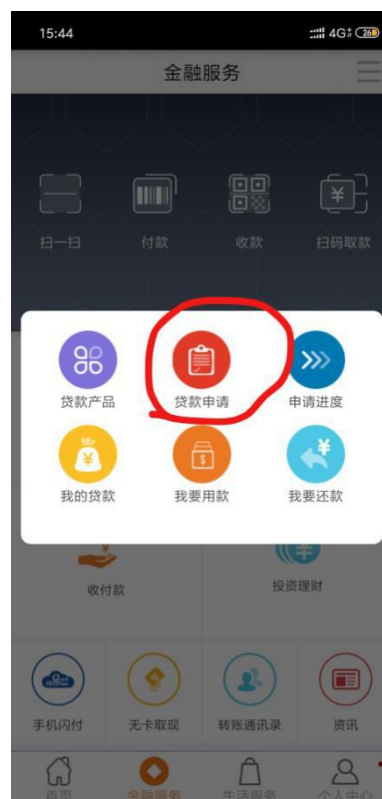 15:44
4G 26
金融服务
扫一扫 付款 收款 扫码取款
贷款产品 贷款申请 申请进度
我的贷款 我要用款 我要还款
收付款 投资理财
手机闪付 无卡取现 转账通讯录 资讯
首页 金融服务 生活服务 个人中心